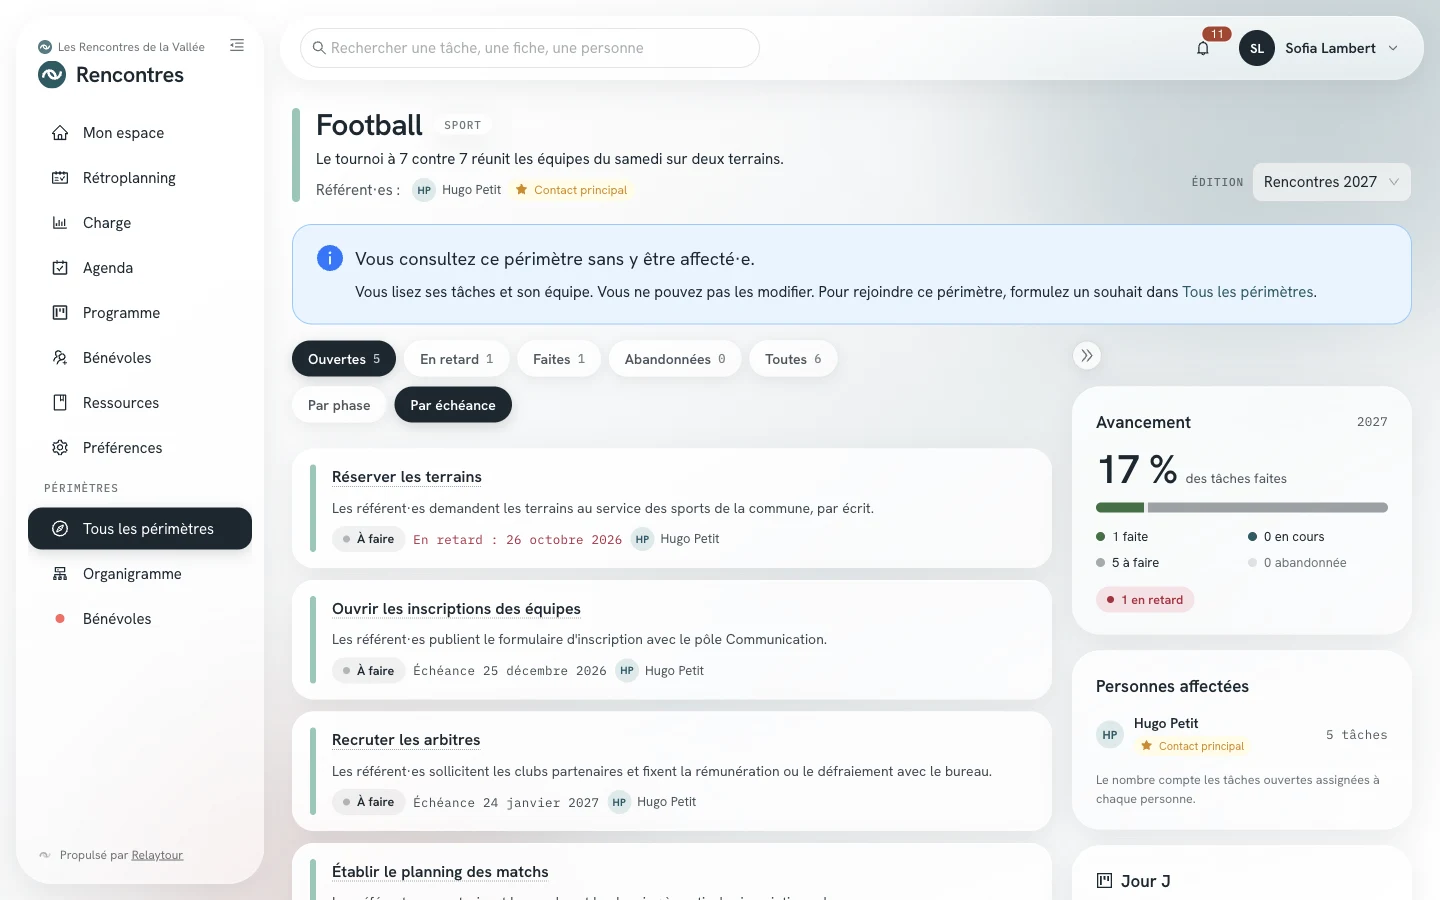 Les Rencontres de la Vallée
Rencontres
Mon espace
Rétroplanning
Charge
Agenda
Programme
Bénévoles
Ressources
Préférences
PÉRIMÈTRES
Tous les périmètres
Organigramme
Bénévoles
Propulsé par Relaytour
Rechercher une tâche, une fiche, une personne
11
SL
Sofia Lambert
Football
SPORT
Le tournoi à 7 contre 7 réunit les équipes du samedi sur deux terrains.
Référent·es :
HP
Hugo Petit
Contact principal
ÉDITION
Rencontres 2027
Vous consultez ce périmètre sans y être affecté·e.
Vous lisez ses tâches et son équipe. Vous ne pouvez pas les modifier. Pour rejoindre ce périmètre, formulez un souhait dans Tous les périmètres.
Ouvertes 5
En retard 1
Faites 1
Abandonnées 0
Toutes 6
Par phase
Par échéance
Réserver les terrains
Les référent·es demandent les terrains au service des sports de la commune, par écrit.
À faire
En retard : 26 octobre 2026
HP
Hugo Petit
Ouvrir les inscriptions des équipes
Les référent·es publient le formulaire d'inscription avec le pôle Communication.
À faire
Échéance 25 décembre 2026
HP
Hugo Petit
Recruter les arbitres
Les référent·es sollicitent les clubs partenaires et fixent la rémunération ou le défraiement avec le bureau.
À faire
Échéance 24 janvier 2027
HP
Hugo Petit
Établir le planning des matchs
Avancement
2027
17 %
des tâches faites
1 faite
0 en cours
5 à faire
0 abandonnée
1 en retard
Personnes affectées
HP
Hugo Petit
Contact principal
5 tâches
Le nombre compte les tâches ouvertes assignées à
chaque personne.
Jour J